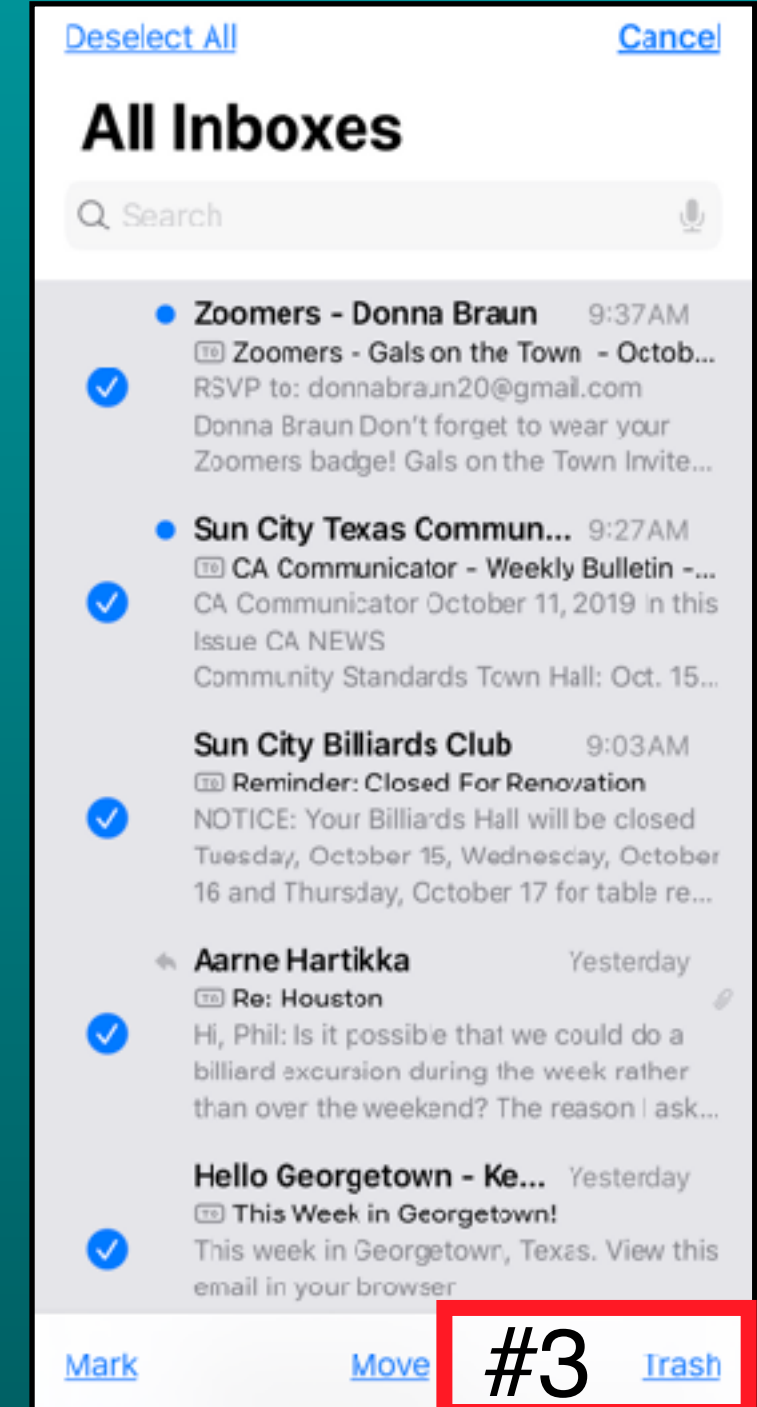 Deselect All Cancel
All Inboxes
Search
Zoomers - Donna Braun 9:37AM
TO Zoomers - Gals on the Town - Octob...
RSVP to: donnabraun20@gmail.com
Donna Braun Don't forget to wear your
Zoomers badge! Gals on the Town Invite...
Sun City Texas Commun... 9:27AM
TO CA Communicator - Weekly Bulletin -...
CA Communicator October 11, 2019 In this
Issue CA NEWS
Community Standards Town Hall: Oct. 15...
Sun City Billiards Club 9:03AM
TO Reminder: Closed For Renovation
NOTICE: Your Billiards Hall will be closed
Tuesday, October 15, Wednesday, October
16 and Thursday, October 17 for table re...
Aarne Hartikka Yesterday
TO Re: Houston
Hi, Phil: Is it possible that we could do a
billiard excursion during the week rather
than over the weekend? The reason I ask...
Hello Georgetown - Ke... Yesterday
TO This Week in Georgetown!
This week in Georgetown, Texas. View this
email in your browser
Mark Move #3 Trash